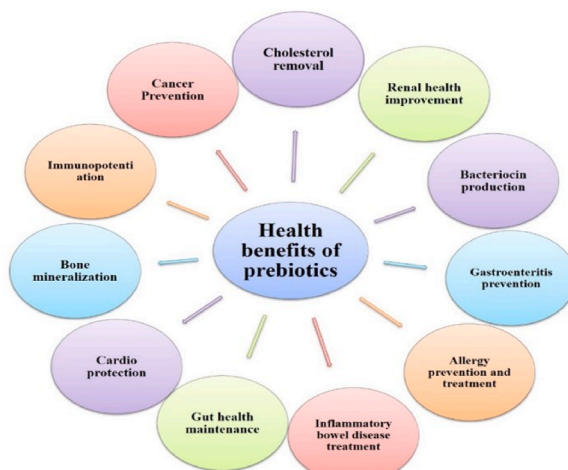 Health
benefits of
prebiotics
Cholesterol
removal
Renal health
improvement
Bacteriocin
production
Gastroenteritis
prevention
Allergy
prevention and
treatment
Inflammatory
bowel disease
treatment
Gut health
maintenance
Cardio
protection
Bone
mineralization
Immunopotenti
ation
Cancer
Prevention